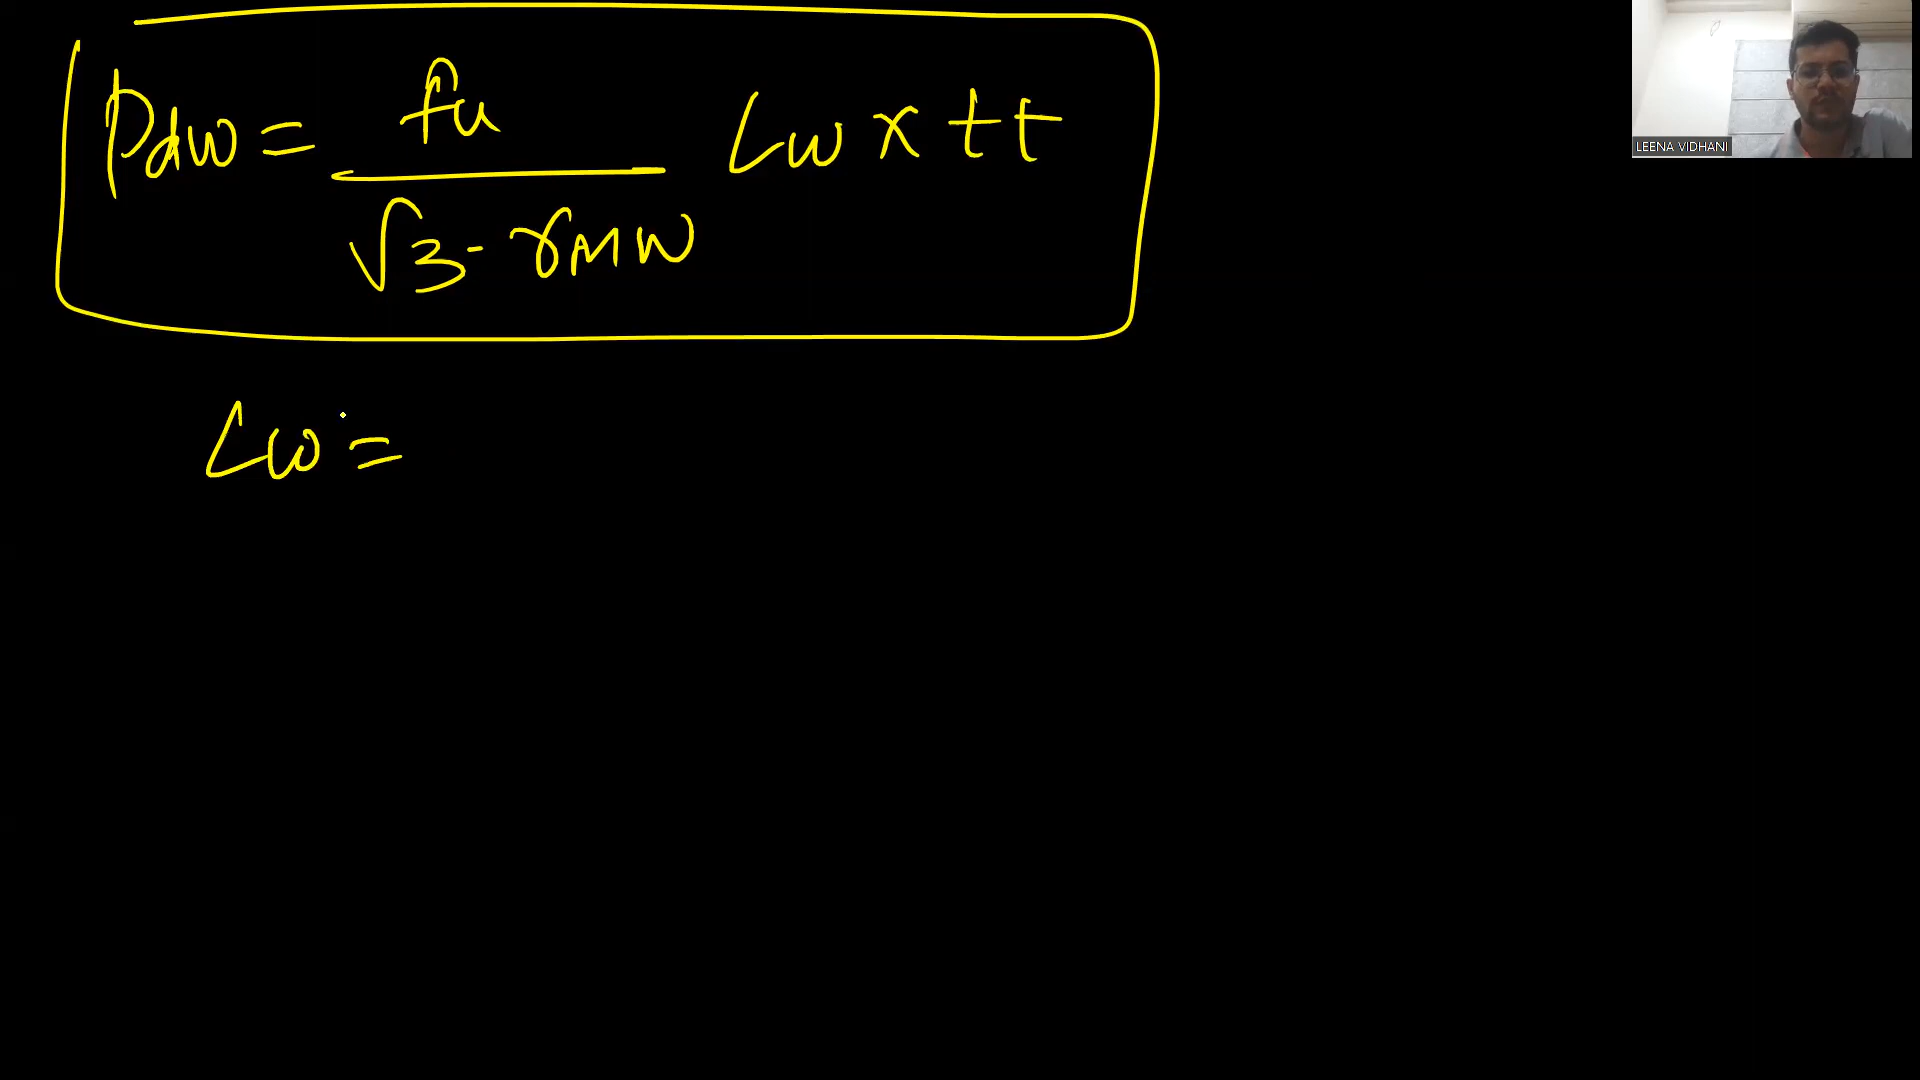 Pdw = fu / √3 - γMW Lw x tt
LEENA VIDHANI
Lw =